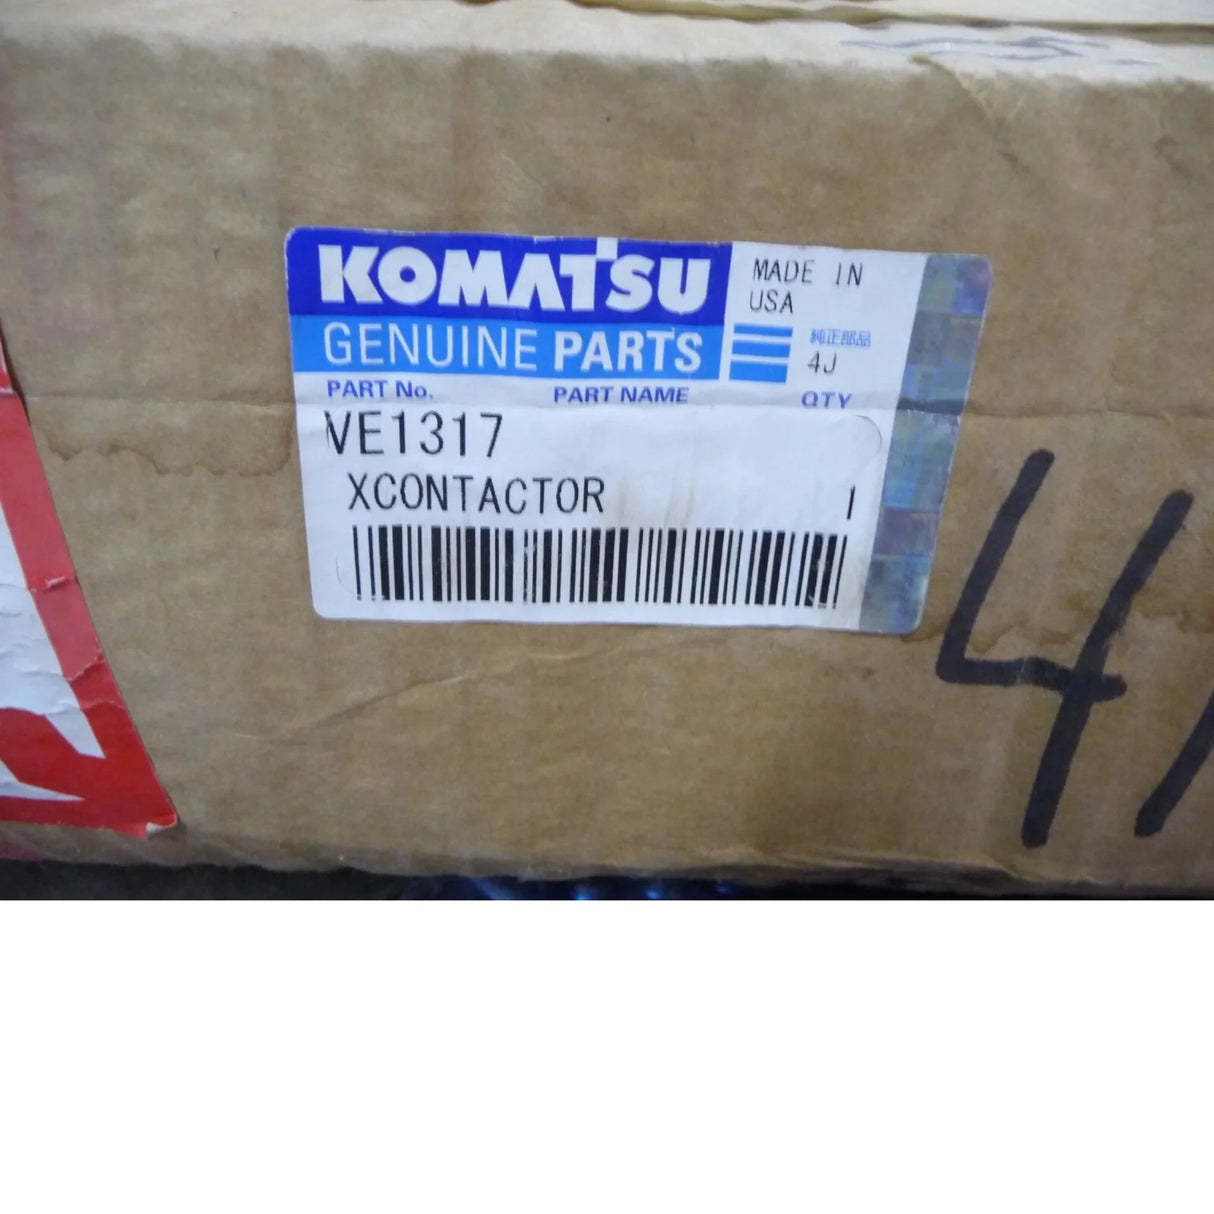 KOMATSU
GENUINE PARTS
MADE IN
USA
純正部品
4J
PART No. PART NAME QTY
VE1317
XCONTACTOR 1
4